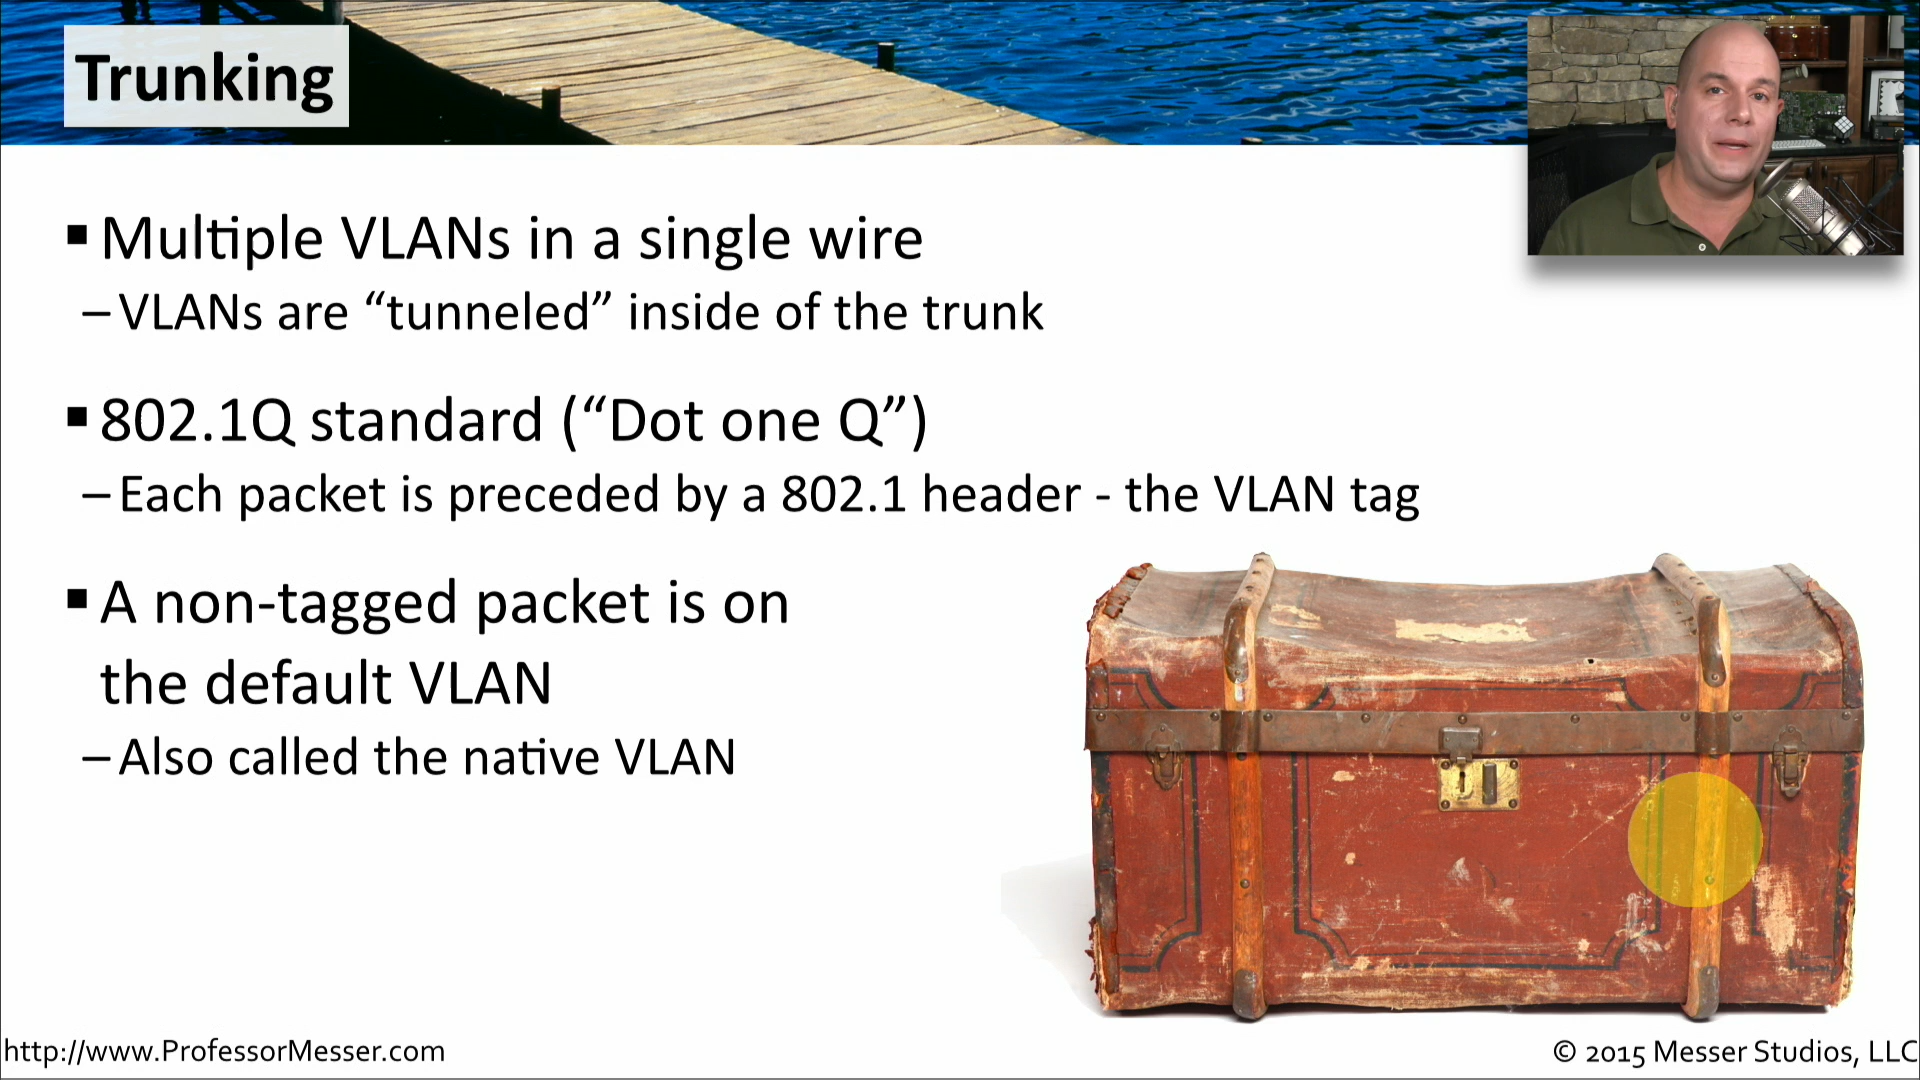 Trunking
▪ Multiple VLANs in a single wire
– VLANs are “tunneled” inside of the trunk
▪ 802.1Q standard (“Dot one Q”)
– Each packet is preceded by a 802.1 header - the VLAN tag
▪ A non-tagged packet is on
the default VLAN
– Also called the native VLAN
http://www.ProfessorMesser.com
© 2015 Messer Studios, LLC